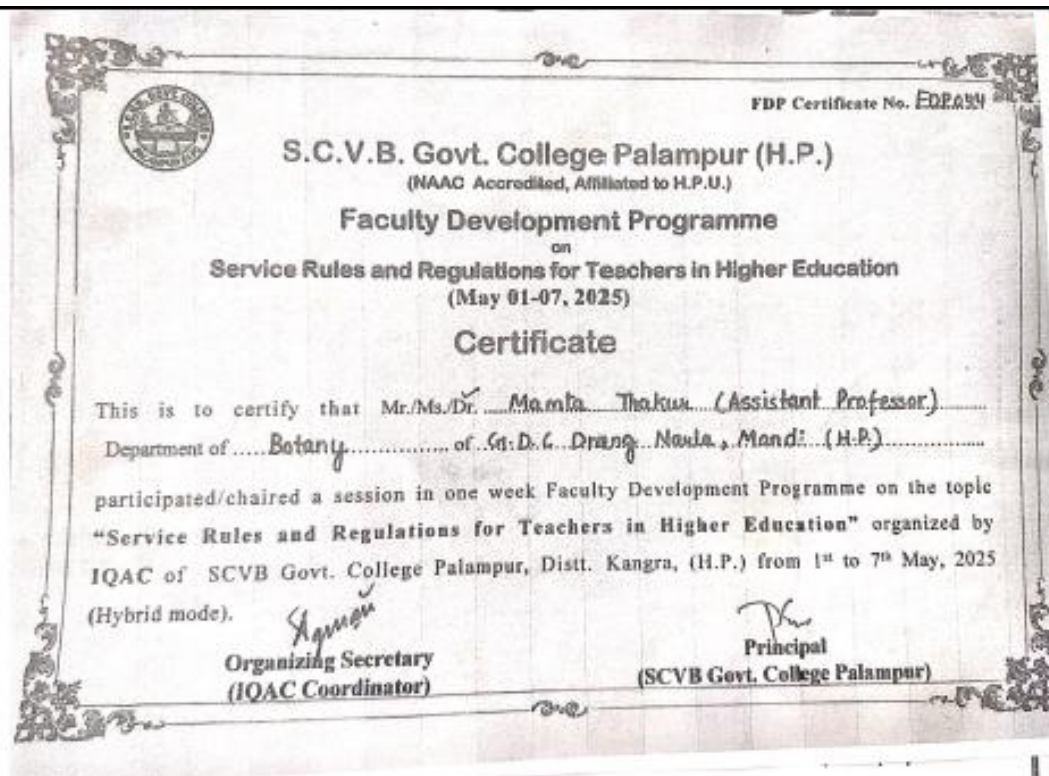 FDP Certificate No.
S.C.V.B. Govt. College Palampur (H.P.)
(NAAC Accredited, Affiliated to H.P.U.)
Faculty Development Programme
on
Service Rules and Regulations for Teachers in Higher Education
(May 01-07, 2025)
Certificate
This is to certify that Mr./Ms./Dr. Mamta Thakur (Assistant Professor)
Department of Botany of G.D.C. Drang Narla, Mandi (H.P.)
participated/chaired a session in one week Faculty Development Programme on the topic
"Service Rules and Regulations for Teachers in Higher Education" organized by
IQAC of SCVB Govt. College Palampur, Distt. Kangra, (H.P.) from 1st to 7th May, 2025
(Hybrid mode).
Organizing Secretary
(IQAC Coordinator)
Principal
(SCVB Govt. College Palampur)